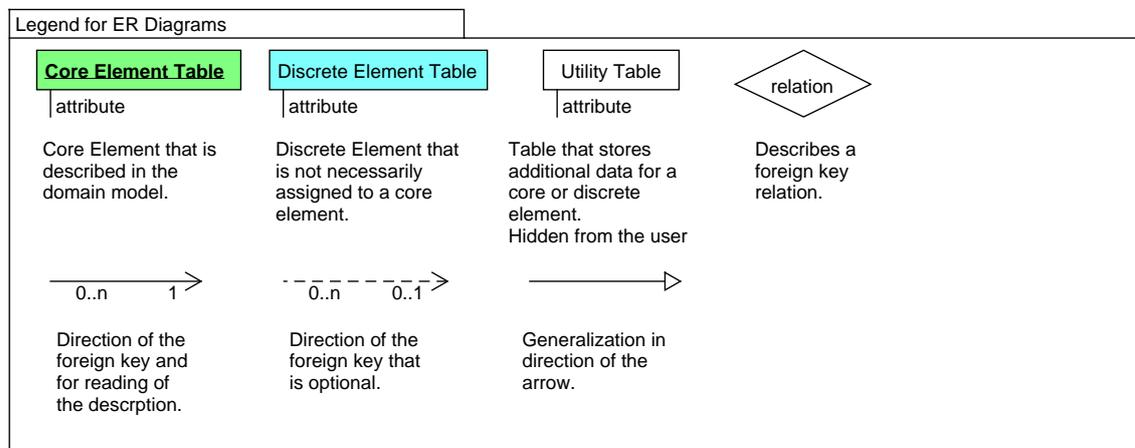 Legend for ER Diagrams
Core Element Table
attribute
Core Element that is
described in the
domain model.
Discrete Element Table
attribute
Discrete Element that
is not necessarily
assigned to a core
element.
Utility Table
attribute
Table that stores
additional data for a
core or discrete
element.
Hidden from the user
relation
Describes a
foreign key
relation.
0..n 1
Direction of the
foreign key and
for reading of
the descrption.
0..n 0..1
Direction of the
foreign key that
is optional.
Generalization in
direction of the
arrow.